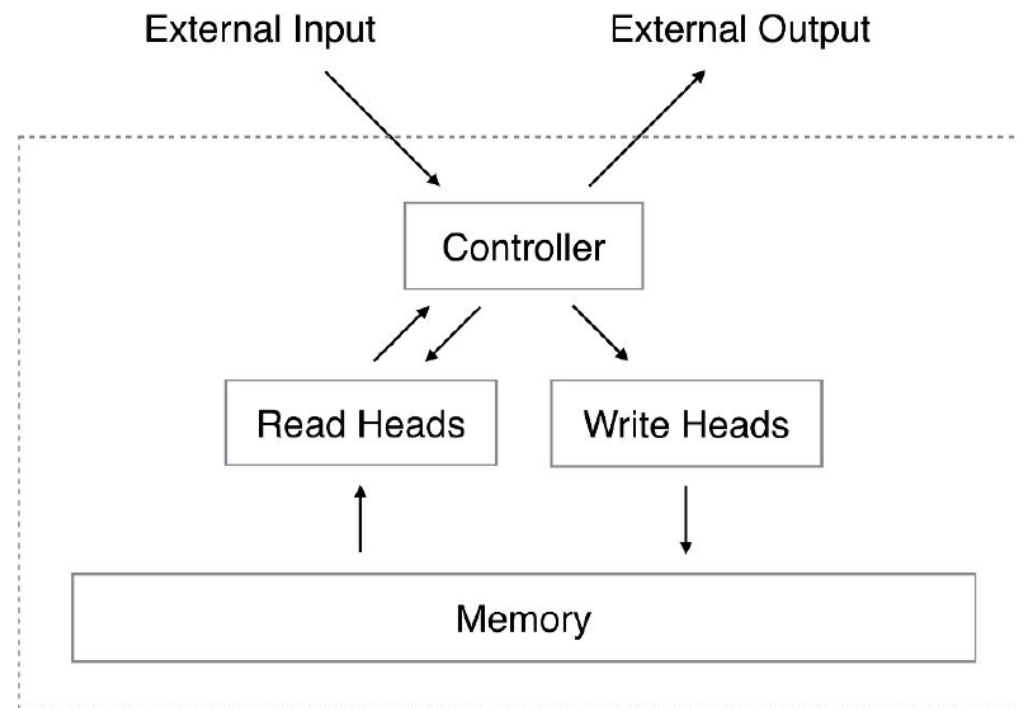 External Input
External Output
Controller
Read Heads
Write Heads
Memory